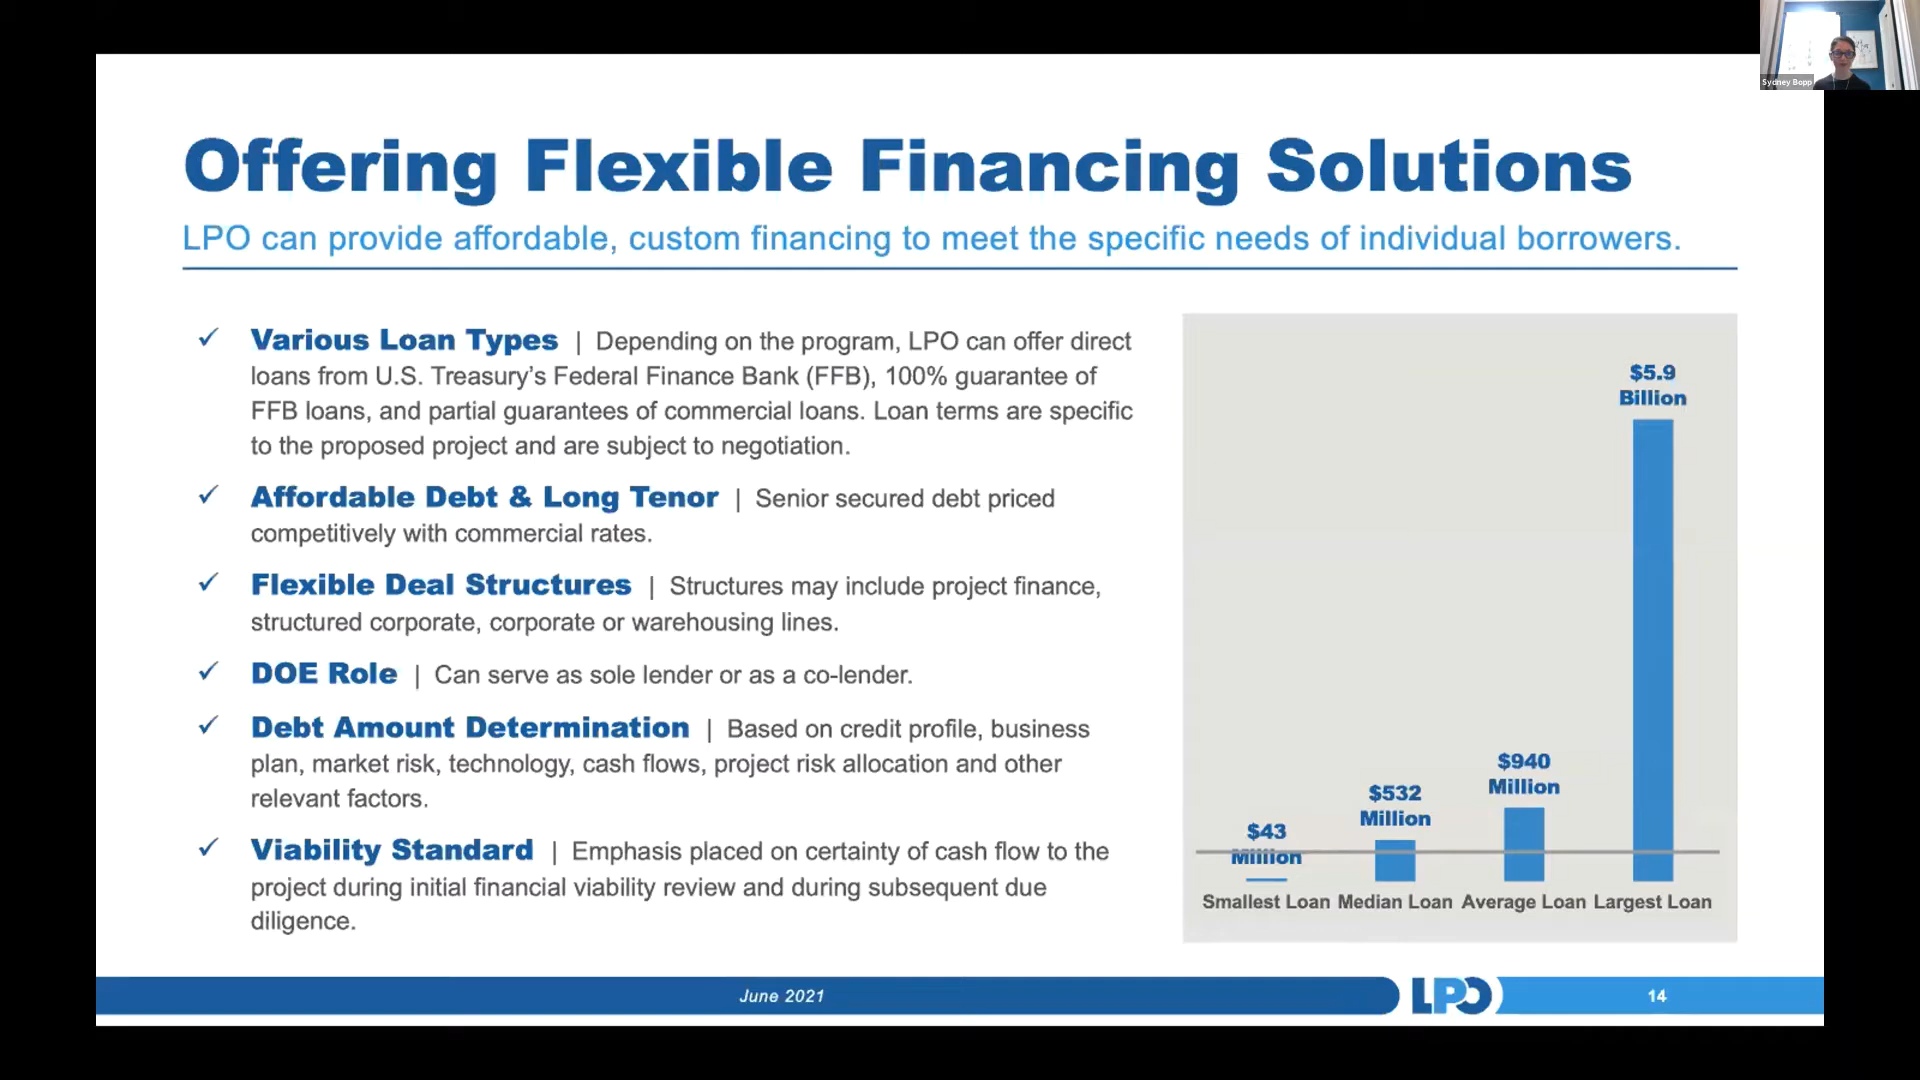 Sydney Bopp
Offering Flexible Financing Solutions
LPO can provide affordable, custom financing to meet the specific needs of individual borrowers.
✓ Various Loan Types | Depending on the program, LPO can offer direct
loans from U.S. Treasury's Federal Finance Bank (FFB), 100% guarantee of
FFB loans, and partial guarantees of commercial loans. Loan terms are specific
to the proposed project and are subject to negotiation.
✓ Affordable Debt & Long Tenor | Senior secured debt priced
competitively with commercial rates.
✓ Flexible Deal Structures | Structures may include project finance,
structured corporate, corporate or warehousing lines.
✓ DOE Role | Can serve as sole lender or as a co-lender.
✓ Debt Amount Determination | Based on credit profile, business
plan, market risk, technology, cash flows, project risk allocation and other
relevant factors.
✓ Viability Standard | Emphasis placed on certainty of cash flow to the
project during initial financial viability review and during subsequent due
diligence.
$43
Million
$532
Million
$940
Million
$5.9
Billion
Smallest Loan Median Loan Average Loan Largest Loan
June 2021
LPO
14